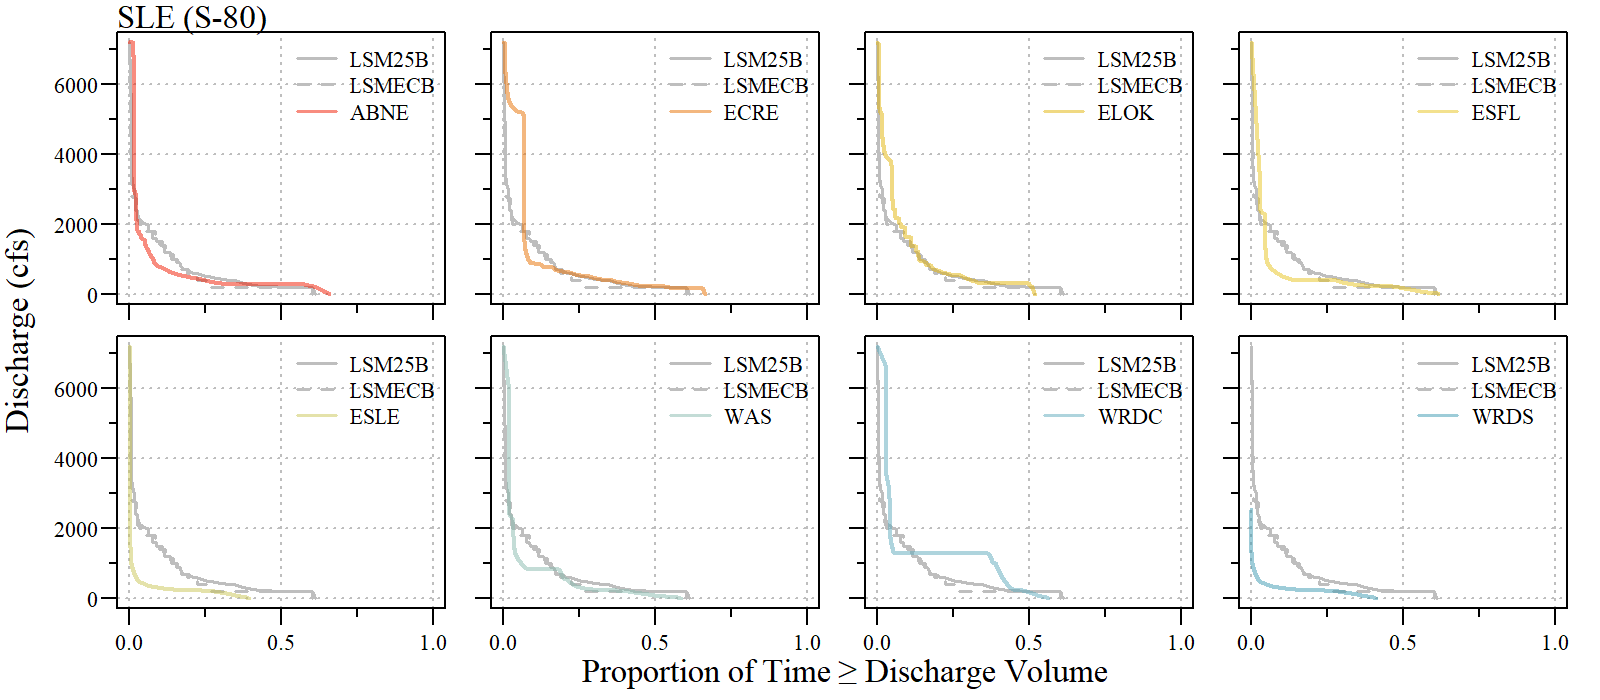 SLE (S-80)
Discharge (cfs)
6000
4000
2000
0
LSM25B
LSMECB
ABNE
LSM25B
LSMECB
ECRE
LSM25B
LSMECB
ELOK
LSM25B
LSMECB
ESFL
6000
4000
2000
0
LSM25B
LSMECB
ESLE
LSM25B
LSMECB
WAS
LSM25B
LSMECB
WRDC
LSM25B
LSMECB
WRDS
0.0 0.5 1.0
0.0 0.5 1.0
0.0 0.5 1.0
0.0 0.5 1.0
Proportion of Time ≥ Discharge Volume